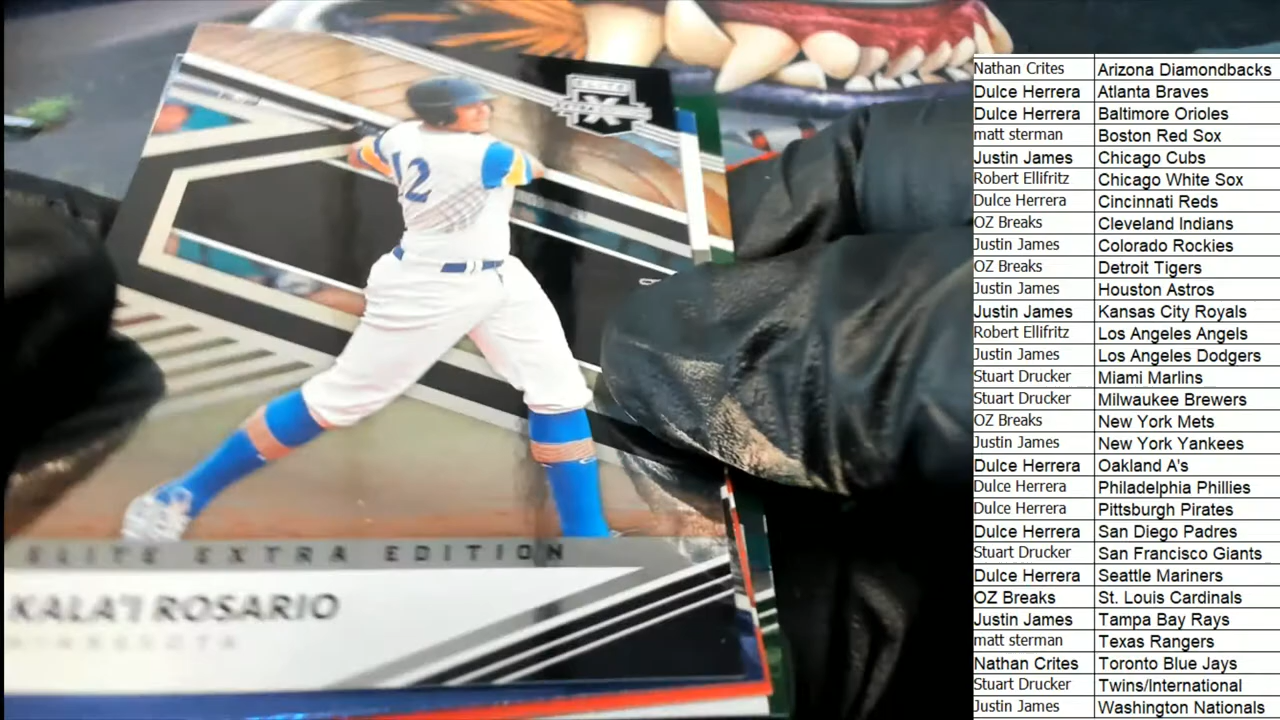 ELITE
12
ELITE EXTRA EDITION
KALA'I ROSARIO
MINNESOTA
Nathan Crites Arizona Diamondbacks
Dulce Herrera Atlanta Braves
Dulce Herrera Baltimore Orioles
matt sterman Boston Red Sox
Justin James Chicago Cubs
Robert Ellifritz Chicago White Sox
Dulce Herrera Cincinnati Reds
OZ Breaks Cleveland Indians
Justin James Colorado Rockies
OZ Breaks Detroit Tigers
Justin James Houston Astros
Justin James Kansas City Royals
Robert Ellifritz Los Angeles Angels
Justin James Los Angeles Dodgers
Stuart Drucker Miami Marlins
Stuart Drucker Milwaukee Brewers
OZ Breaks New York Mets
Justin James New York Yankees
Dulce Herrera Oakland A's
Dulce Herrera Philadelphia Phillies
Dulce Herrera Pittsburgh Pirates
Dulce Herrera San Diego Padres
Stuart Drucker San Francisco Giants
Dulce Herrera Seattle Mariners
OZ Breaks St. Louis Cardinals
Justin James Tampa Bay Rays
matt sterman Texas Rangers
Nathan Crites Toronto Blue Jays
Stuart Drucker Twins/International
Justin James Washington Nationals